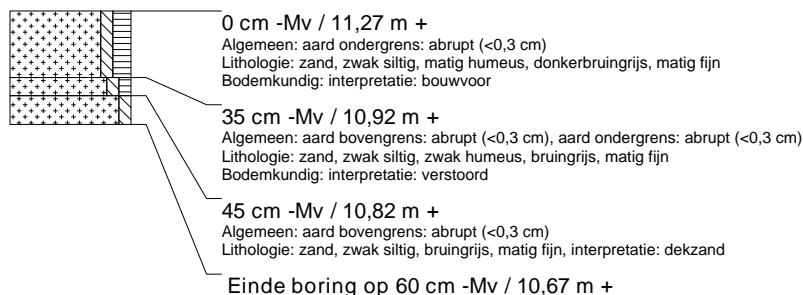 0 cm -Mv / 11,27 m +
Algemeen: aard ondergrens: abrupt (<0,3 cm)
Lithologie: zand, zwak siltig, matig humeus, donkerbruingrijs, matig fijn
Bodemkundig: interpretatie: bouwvoor
35 cm -Mv / 10,92 m +
Algemeen: aard bovengrens: abrupt (<0,3 cm), aard ondergrens: abrupt (<0,3 cm)
Lithologie: zand, zwak siltig, zwak humeus, bruingrijs, matig fijn
Bodemkundig: interpretatie: verstoord
45 cm -Mv / 10,82 m +
Algemeen: aard bovengrens: abrupt (<0,3 cm)
Lithologie: zand, zwak siltig, bruingrijs, matig fijn, interpretatie: dekzand
Einde boring op 60 cm -Mv / 10,67 m +